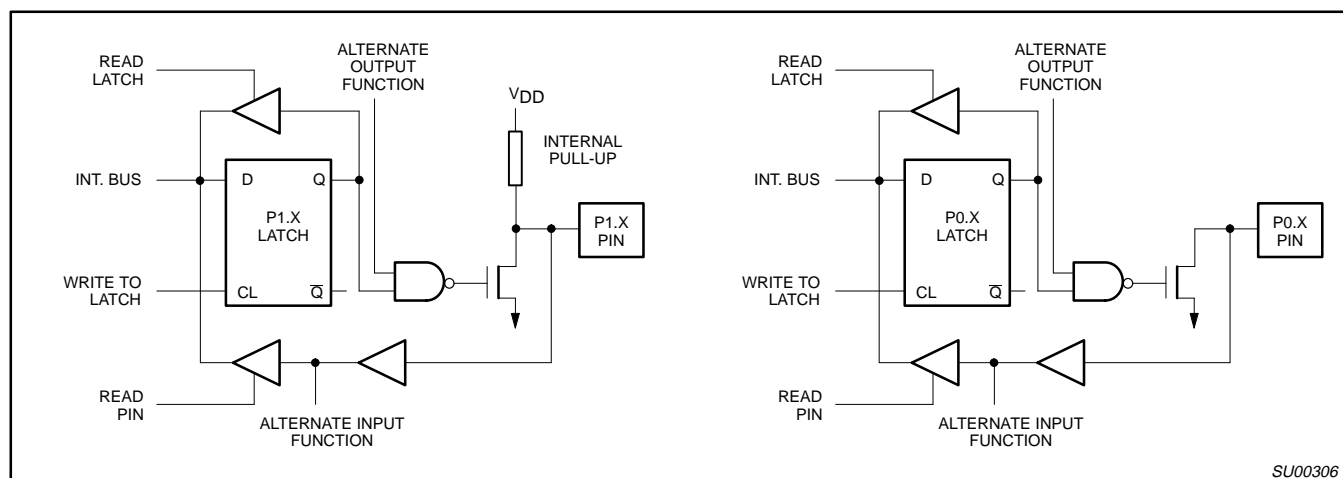 READ
LATCH
ALTERNATE
OUTPUT
FUNCTION
VDD
INTERNAL
PULL-UP
INT. BUS
D
Q
P1.X
LATCH
P1.X
PIN
WRITE TO
LATCH
CL
Q̅
READ
PIN
ALTERNATE INPUT
FUNCTION
READ
LATCH
ALTERNATE
OUTPUT
FUNCTION
INT. BUS
D
Q
P0.X
LATCH
P0.X
PIN
WRITE TO
LATCH
CL
Q̅
READ
PIN
ALTERNATE INPUT
FUNCTION
SU00306